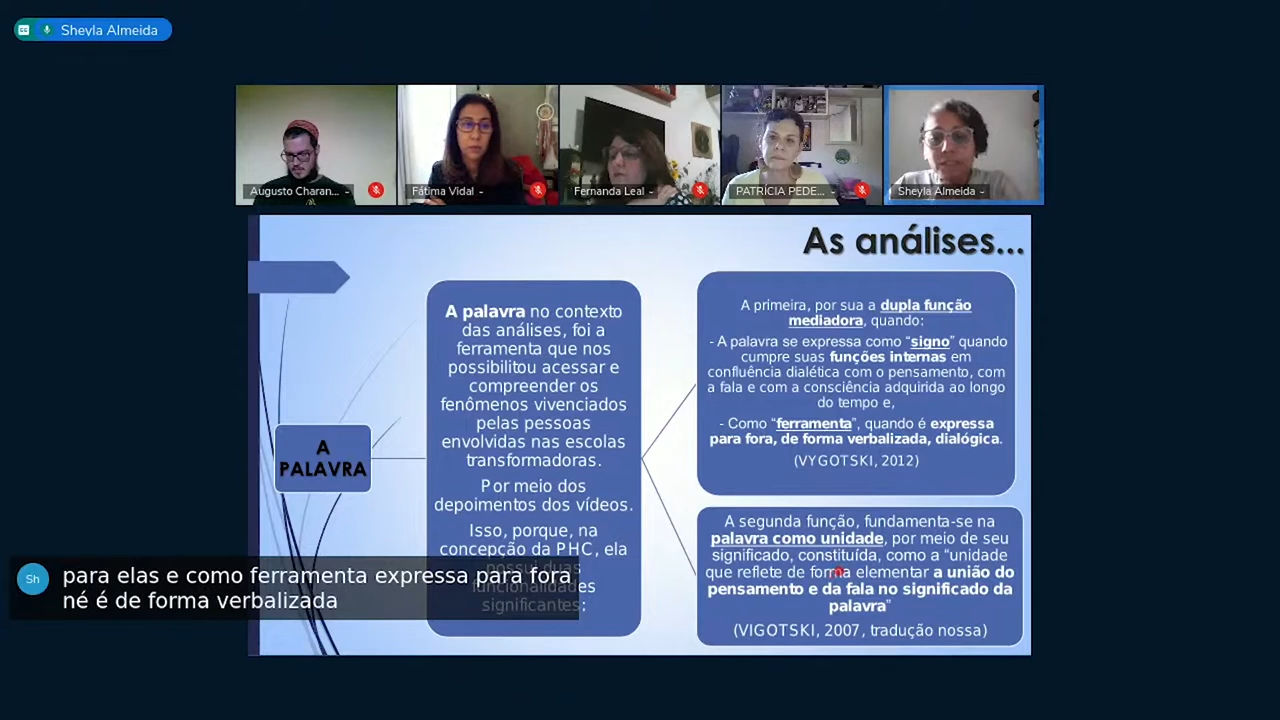 Sheyla Almeida
Augusto Charan...
Fátima Vidal
Fernanda Leal
PATRÍCIA PEDE...
Sheyla Almeida
As análises...
A
PALAVRA
A palavra no contexto
das análises, foi a
ferramenta que nos
possibilitou acessar e
compreender os
fenômenos vivenciados
pelas pessoas
envolvidas nas escolas
transformadoras.
Por meio dos
depoimentos dos vídeos.
Isso, porque, na
concepção da PHC, ela
possui duas
funcionalidades
significantes:
A primeira, por sua a dupla função
mediadora, quando:
- A palavra se expressa como “signo” quando
cumpre suas funções internas em
confluência dialética com o pensamento, com
a fala e com a consciência adquirida ao longo
do tempo e,
- Como “ferramenta”, quando é expressa
para fora, de forma verbalizada, dialógica.
(VYGOTSKI, 2012)
A segunda função, fundamenta-se na
palavra como unidade, por meio de seu
significado, constituída, como a “unidade
que reflete de forma elementar a união do
pensamento e da fala no significado da
palavra”
(VIGOTSKI, 2007, tradução nossa)
Sh
para elas e como ferramenta expressa para fora
né é de forma verbalizada